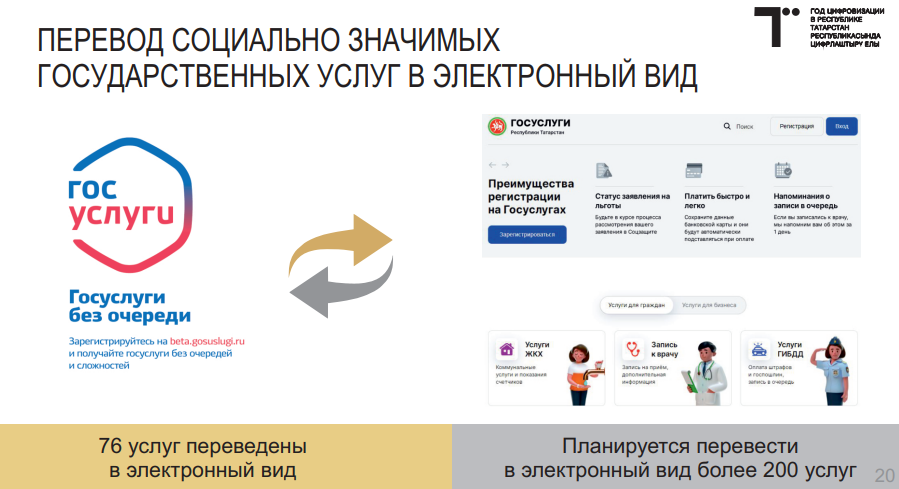 ГОД ЦИФРОВИЗАЦИИ
В РЕСПУБЛИКЕ
ТАТАРСТАН
РЕСПУБЛИКАСЫНДА
ЦИФРЛАШТЫРУ ЕЛЫ
ПЕРЕВОД СОЦИАЛЬНО ЗНАЧИМЫХ
ГОСУДАРСТВЕННЫХ УСЛУГ В ЭЛЕКТРОННЫЙ ВИД
гос
услуги
Госуслуги
без очереди
Зарегистрируйтесь на beta.gosuslugi.ru
и получайте госуслуги без очередей
и сложностей
ГОСУСЛУГИ
Республики Татарстан
Поиск
Регистрация
Вход
Преимущества
регистрации
на Госуслугах
Зарегистрироваться
Статус заявления на
льготы
Будьте в курсе процесса
рассмотрения вашего
заявления в Соцзащите
Платить быстро и
легко
Сохраните данные
банковской карты и они
будут автоматически
подставляться при оплате
Напоминания о
записи в очередь
Если вы записались к врачу,
мы напомним вам об этом за
1 день
Услуги для граждан
Услуги для бизнеса
Услуги
ЖКХ
Коммунальные
услуги и показания
счетчиков
Запись
к врачу
Запись на приём,
дополнительная
информация
Услуги
ГИБДД
Оплата штрафов
и госпошлин,
запись в очередь
76 услуг переведены
в электронный вид
Планируется перевести
в электронный вид более 200 услуг
20